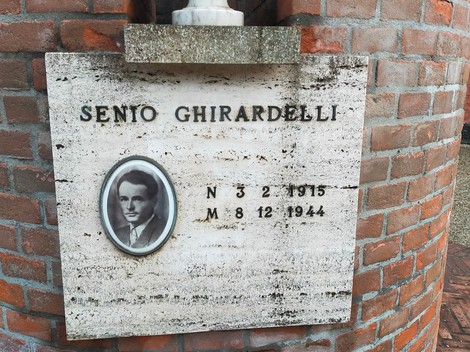 SENIO GHIRARDELLI
N 3 2 1915
M 8 12 1944